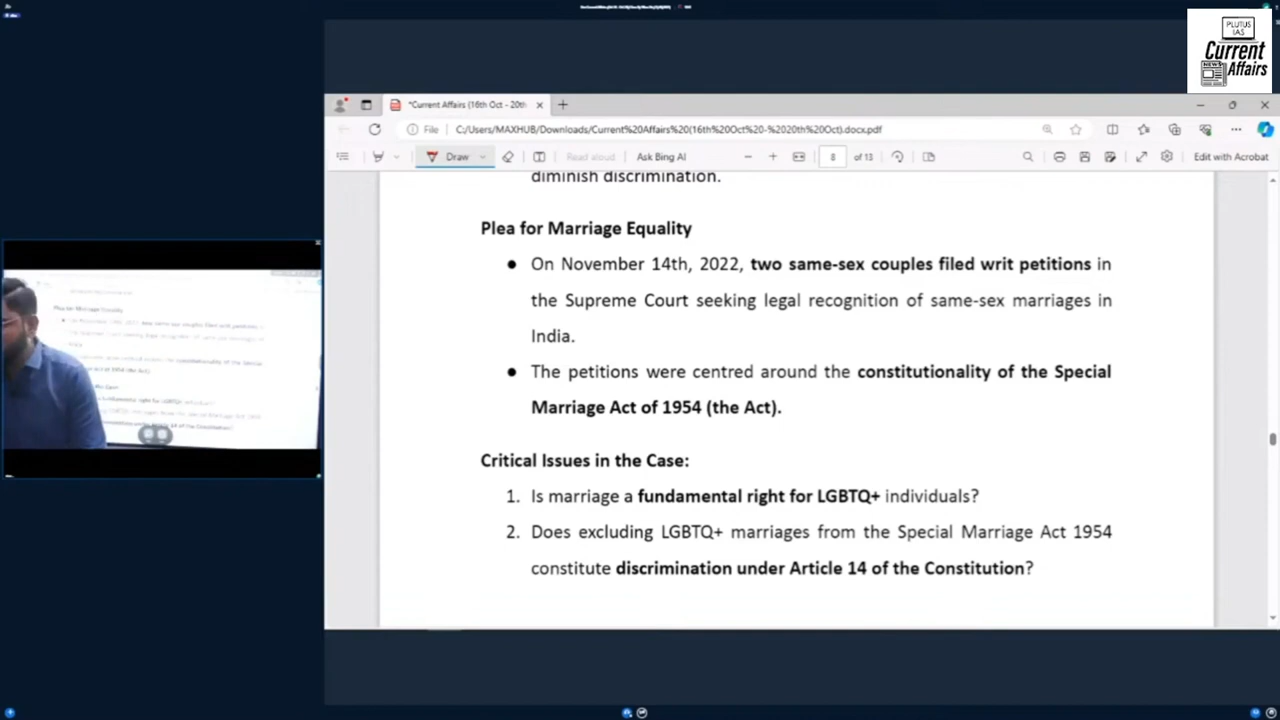 PLUTUS
IAS
Current
NEWS
Affairs
*Current Affairs (16th Oct - 20th
File
C:/Users/MAXHUB/Downloads/Current%20Affairs%20(16th%20Oct%20-%2020th%20Oct).docx.pdf
Draw
Read aloud
Ask Bing AI
8
of 13
Edit with Acrobat
diminish discrimination.
Plea for Marriage Equality
● On November 14th, 2022, two same-sex couples filed writ petitions in
the Supreme Court seeking legal recognition of same-sex marriages in
India.
● The petitions were centred around the constitutionality of the Special
Marriage Act of 1954 (the Act).
Critical Issues in the Case:
1. Is marriage a fundamental right for LGBTQ+ individuals?
2. Does excluding LGBTQ+ marriages from the Special Marriage Act 1954
constitute discrimination under Article 14 of the Constitution?